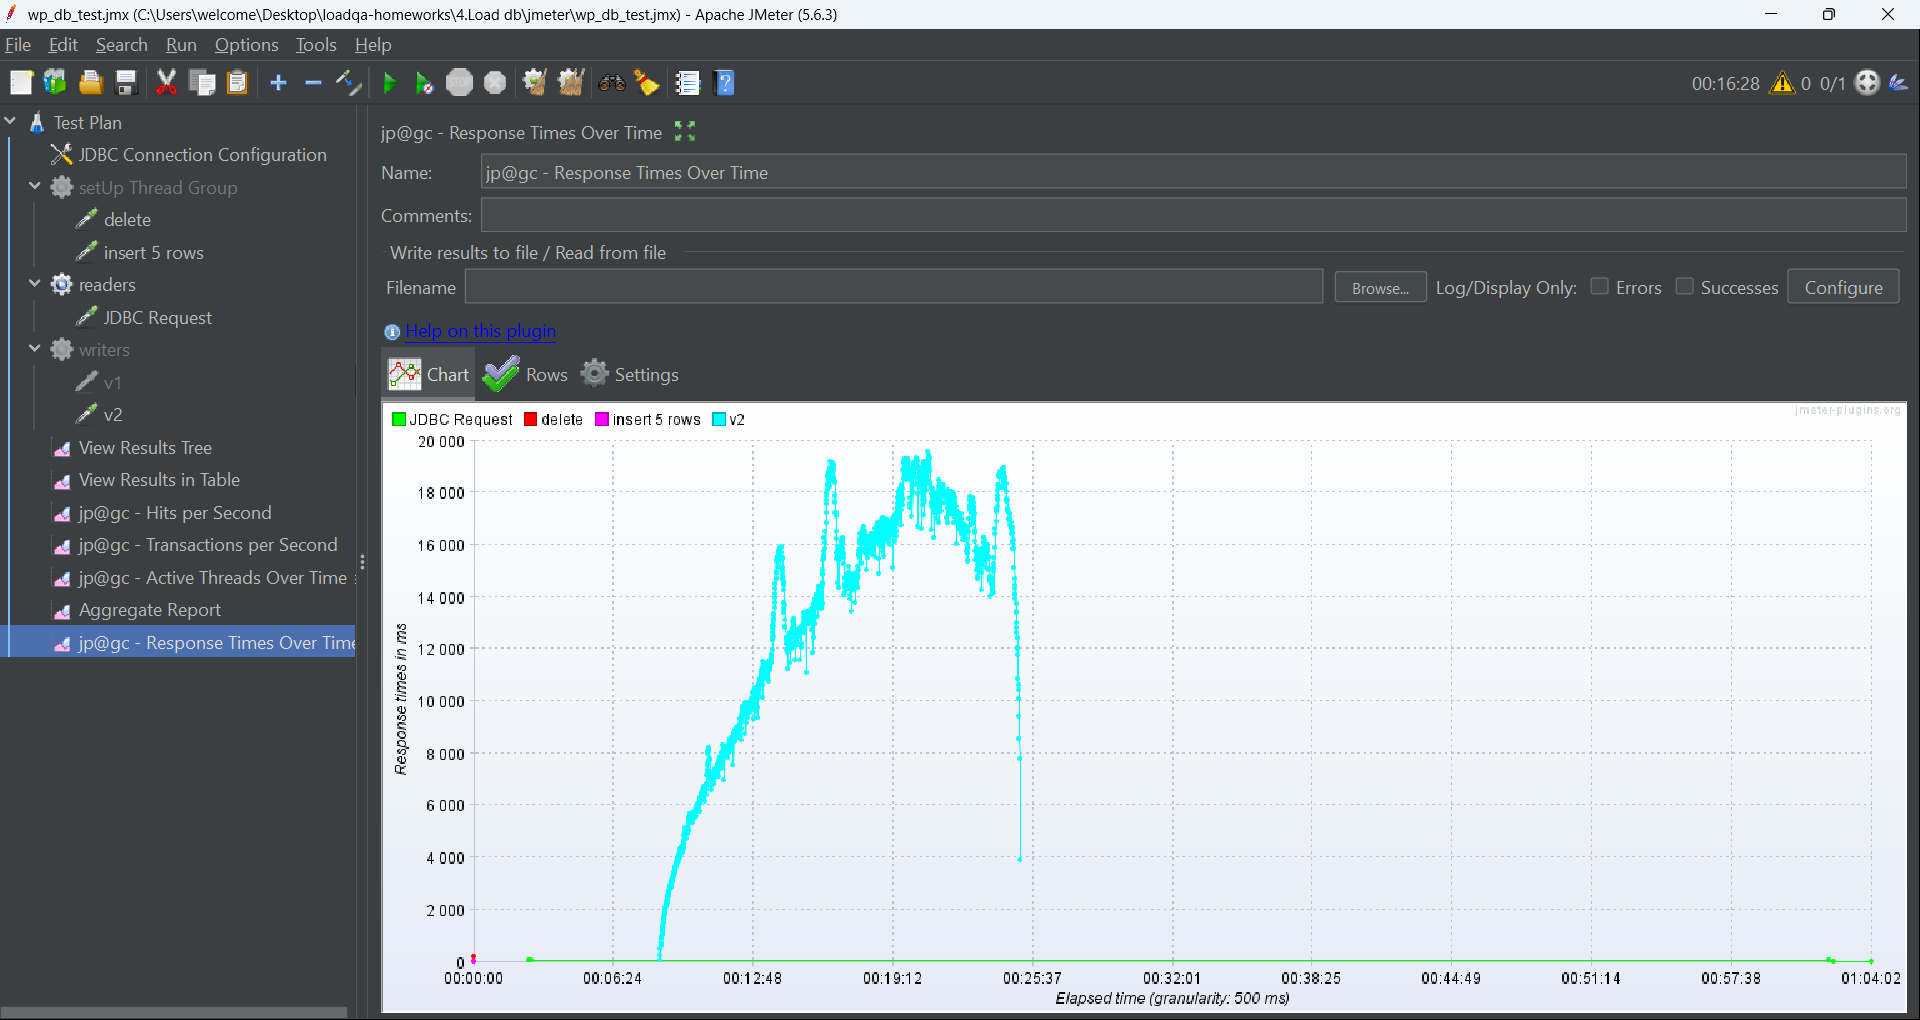 wp_db_test.jmx (C:\Users\welcome\Desktop\loadqa-homeworks\4.Load db\jmeter\wp_db_test.jmx) - Apache JMeter (5.6.3)
File Edit Search Run Options Tools Help
STOP
00:16:28 0 0/1
Test Plan
JDBC Connection Configuration
setUp Thread Group
delete
insert 5 rows
readers
JDBC Request
writers
v1
v2
View Results Tree
View Results in Table
jp@gc - Hits per Second
jp@gc - Transactions per Second
jp@gc - Active Threads Over Time
Aggregate Report
jp@gc - Response Times Over Time
jp@gc - Response Times Over Time
Name: jp@gc - Response Times Over Time
Comments:
Write results to file / Read from file
Filename Browse... Log/Display Only: Errors Successes Configure
Help on this plugin
Chart Rows Settings
JDBC Request delete insert 5 rows v2
jmeter-plugins.org
20 000
18 000
16 000
14 000
12 000
10 000
8 000
6 000
4 000
2 000
0
Response times in ms
00:00:00 00:06:24 00:12:48 00:19:12 00:25:37 00:32:01 00:38:25 00:44:49 00:51:14 00:57:38 01:04:02
Elapsed time (granularity: 500 ms)